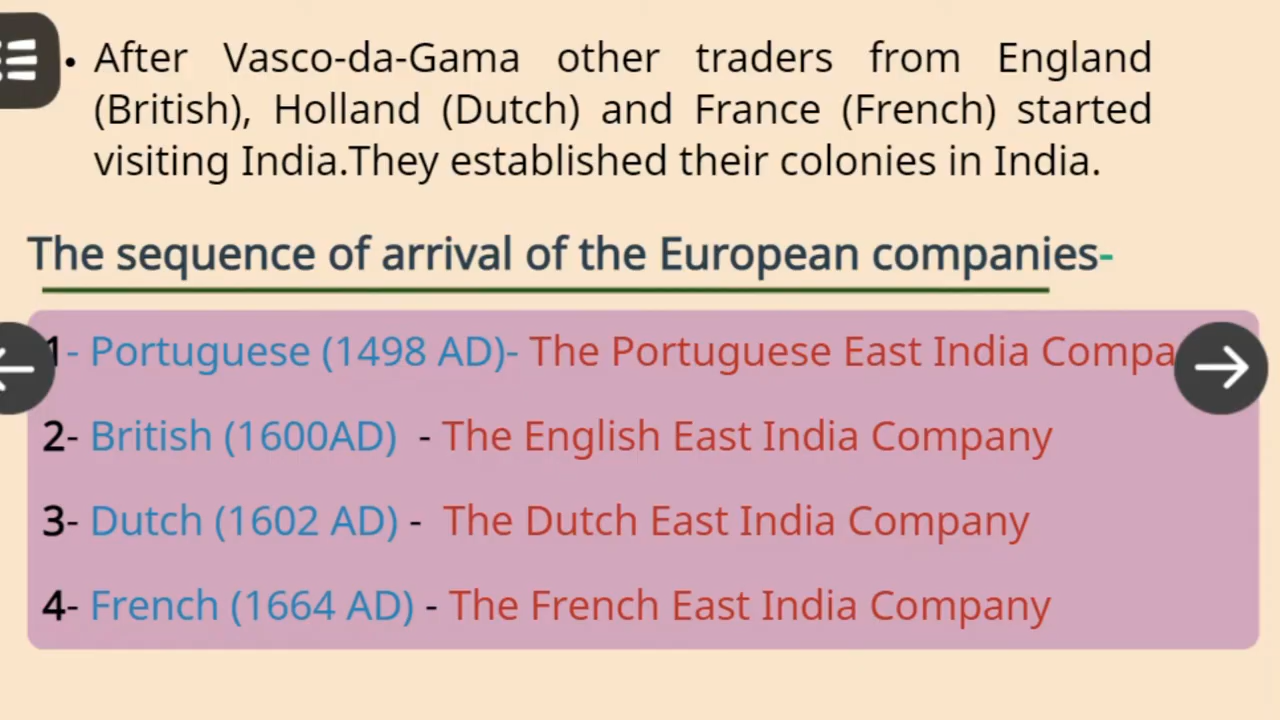 • After Vasco-da-Gama other traders from England
(British), Holland (Dutch) and France (French) started
visiting India.They established their colonies in India.
The sequence of arrival of the European companies-
1- Portuguese (1498 AD)- The Portuguese East India Compa
2- British (1600AD) - The English East India Company
3- Dutch (1602 AD) - The Dutch East India Company
4- French (1664 AD) - The French East India Company